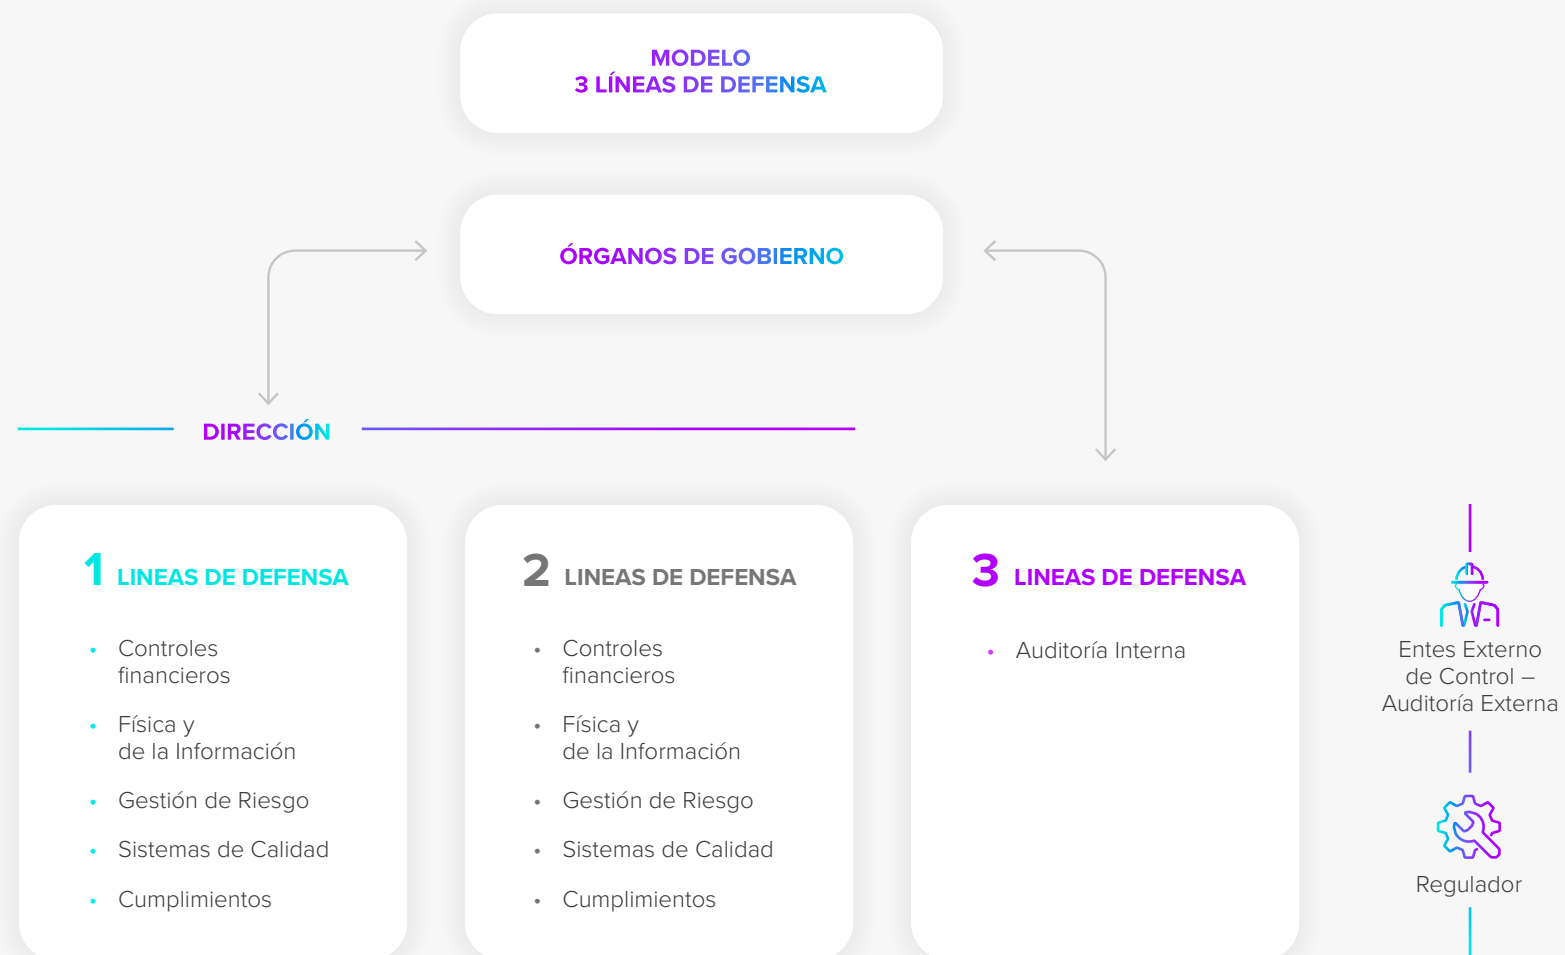 MODELO
3 LÍNEAS DE DEFENSA
ÓRGANOS DE GOBIERNO
DIRECCIÓN
1 LINEAS DE DEFENSA
• Controles
financieros
• Física y
de la Información
• Gestión de Riesgo
• Sistemas de Calidad
• Cumplimientos
2 LINEAS DE DEFENSA
• Controles
financieros
• Física y
de la Información
• Gestión de Riesgo
• Sistemas de Calidad
• Cumplimientos
3 LINEAS DE DEFENSA
• Auditoría Interna
Entes Externo
de Control –
Auditoría Externa
Regulador